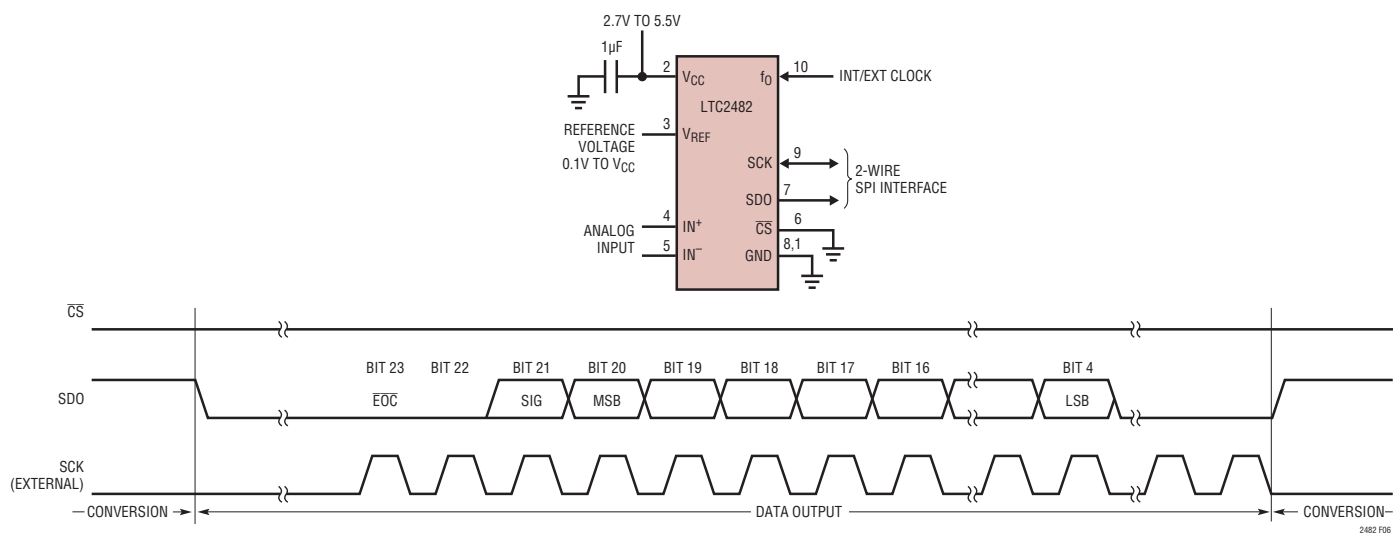 2.7V TO 5.5V
1µF
2
VCC
fO
10
INT/EXT CLOCK
LTC2482
REFERENCE
VOLTAGE
0.1V TO VCC
3
VREF
SCK
9
2-WIRE
SPI INTERFACE
SDO
7
ANALOG
INPUT
4
IN+
5
IN−
CS
6
GND
8,1
CS
BIT 23
BIT 22
BIT 21
BIT 20
BIT 19
BIT 18
BIT 17
BIT 16
BIT 4
SDO
EOC
SIG
MSB
LSB
SCK
(EXTERNAL)
CONVERSION
DATA OUTPUT
CONVERSION
2482 F06